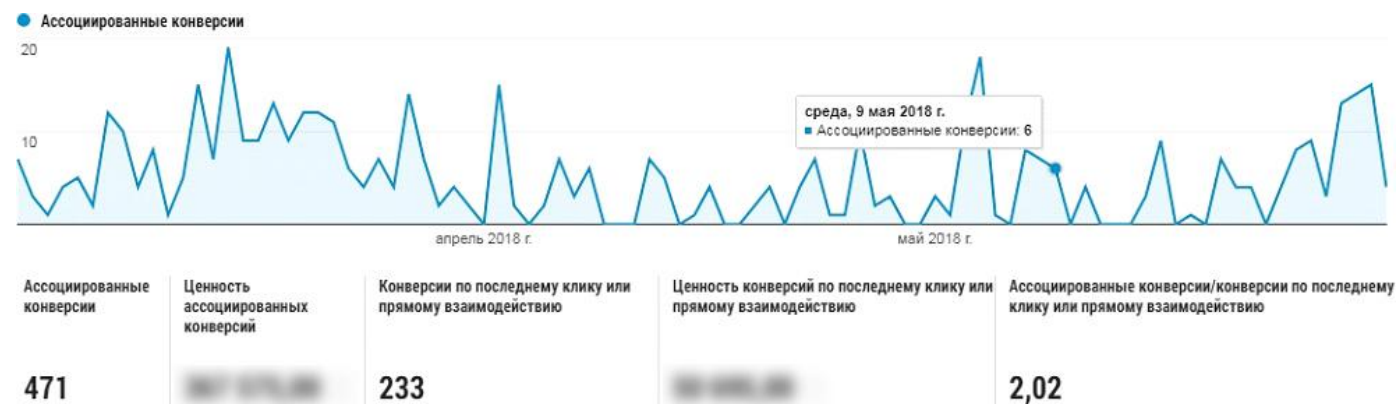 Ассоциированные конверсии
20
среда, 9 мая 2018 г.
Ассоциированные конверсии: 6
10
апрель 2018 г.
май 2018 г.
Ассоциированные
конверсии
471
Ценность
ассоциированных
конверсий
Конверсии по последнему клику или
прямому взаимодействию
233
Ценность конверсий по последнему клику или
прямому взаимодействию
Ассоциированные конверсии/конверсии по последнему
клику или прямому взаимодействию
2,02